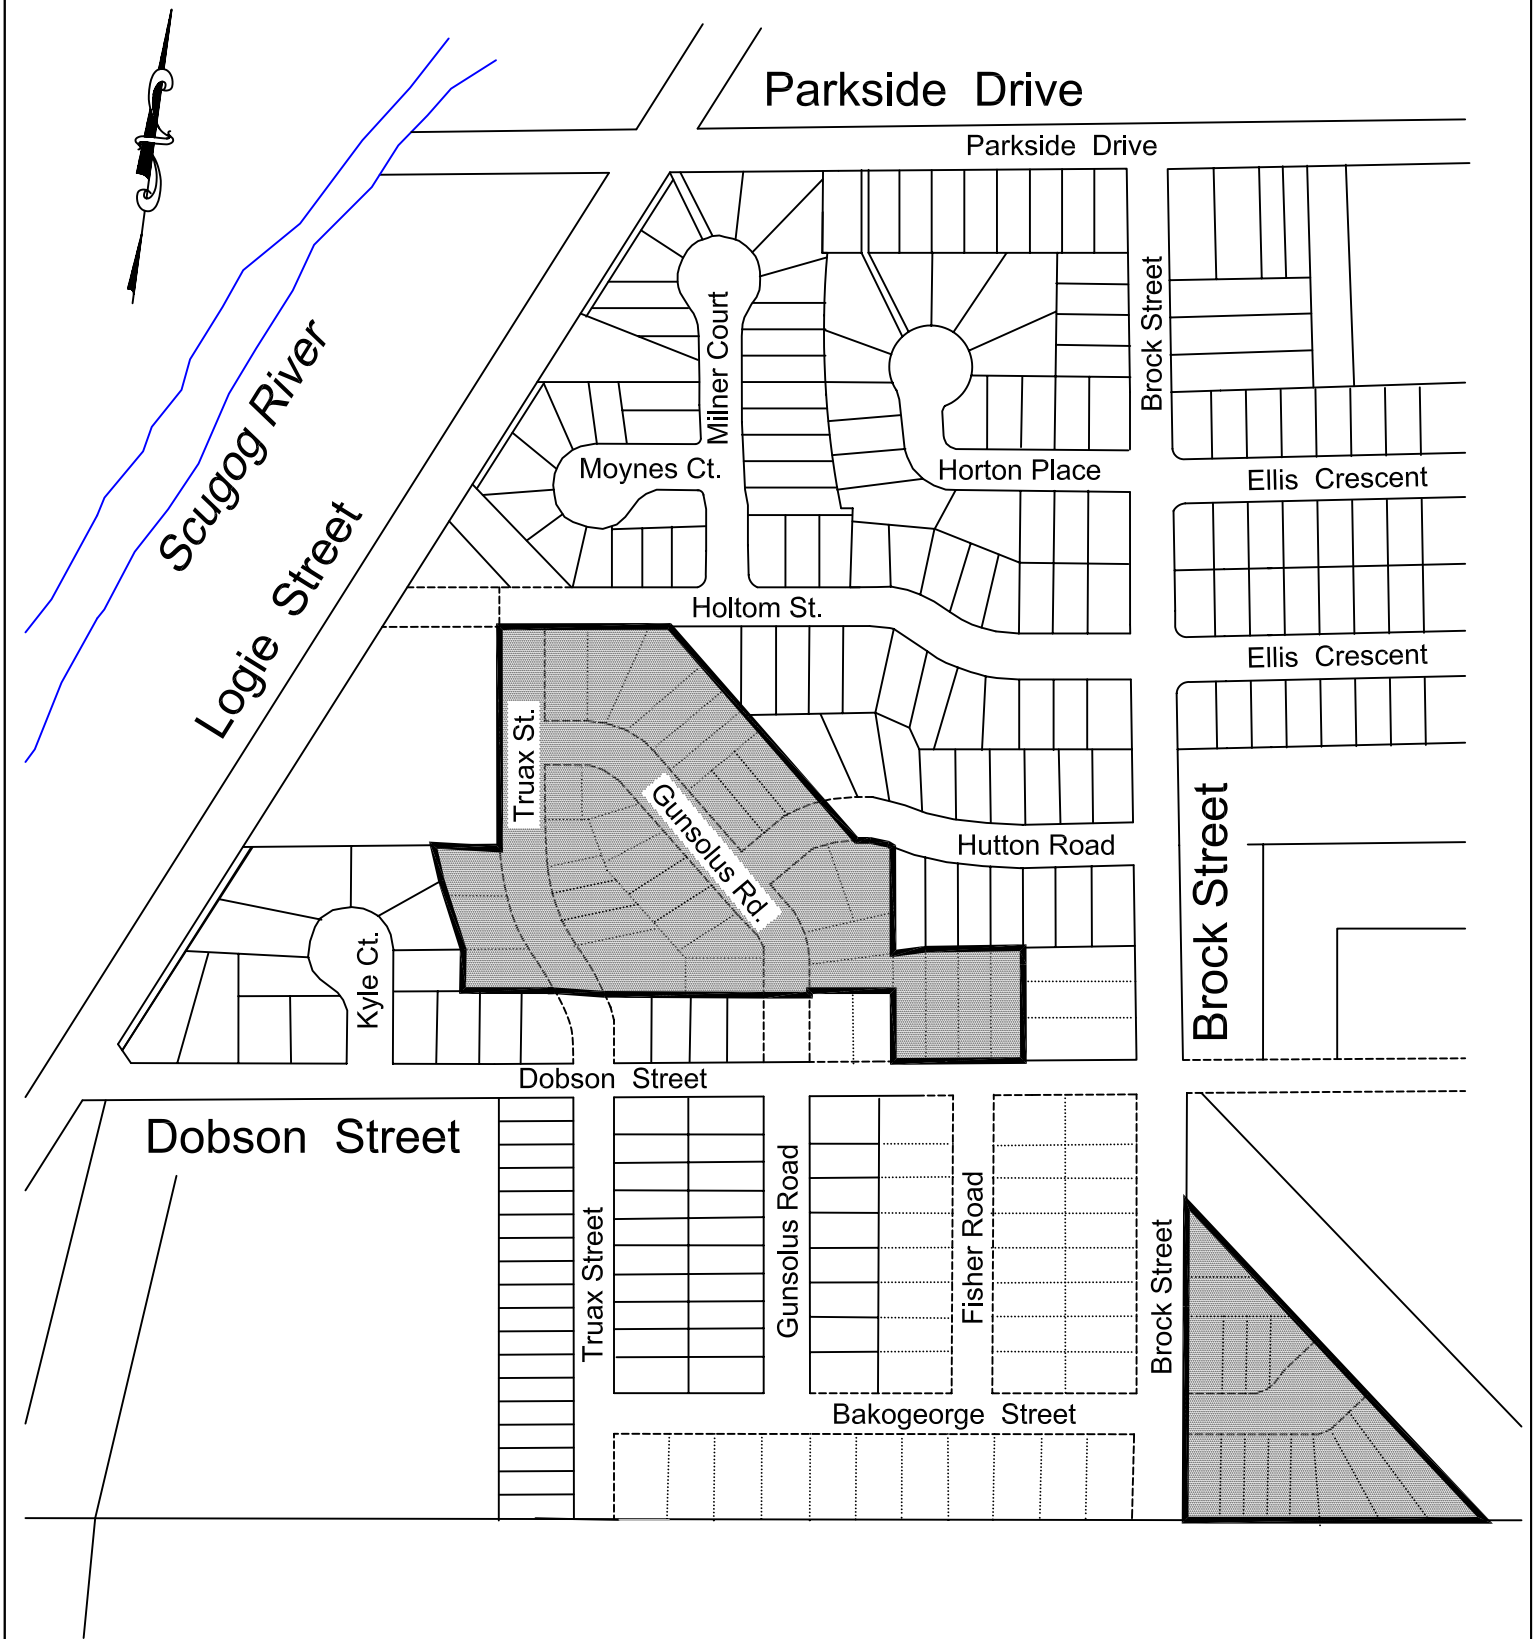 Parkside Drive
Parkside Drive
Scugog River
Logie Street
Milner Court
Brock Street
Moynes Ct.
Horton Place
Ellis Crescent
Holtom St.
Ellis Crescent
Truax St.
Gunsolus Rd.
Hutton Road
Brock Street
Kyle Ct.
Dobson Street
Dobson Street
Truax Street
Gunsolus Road
Fisher Road
Brock Street
Bakogeorge Street